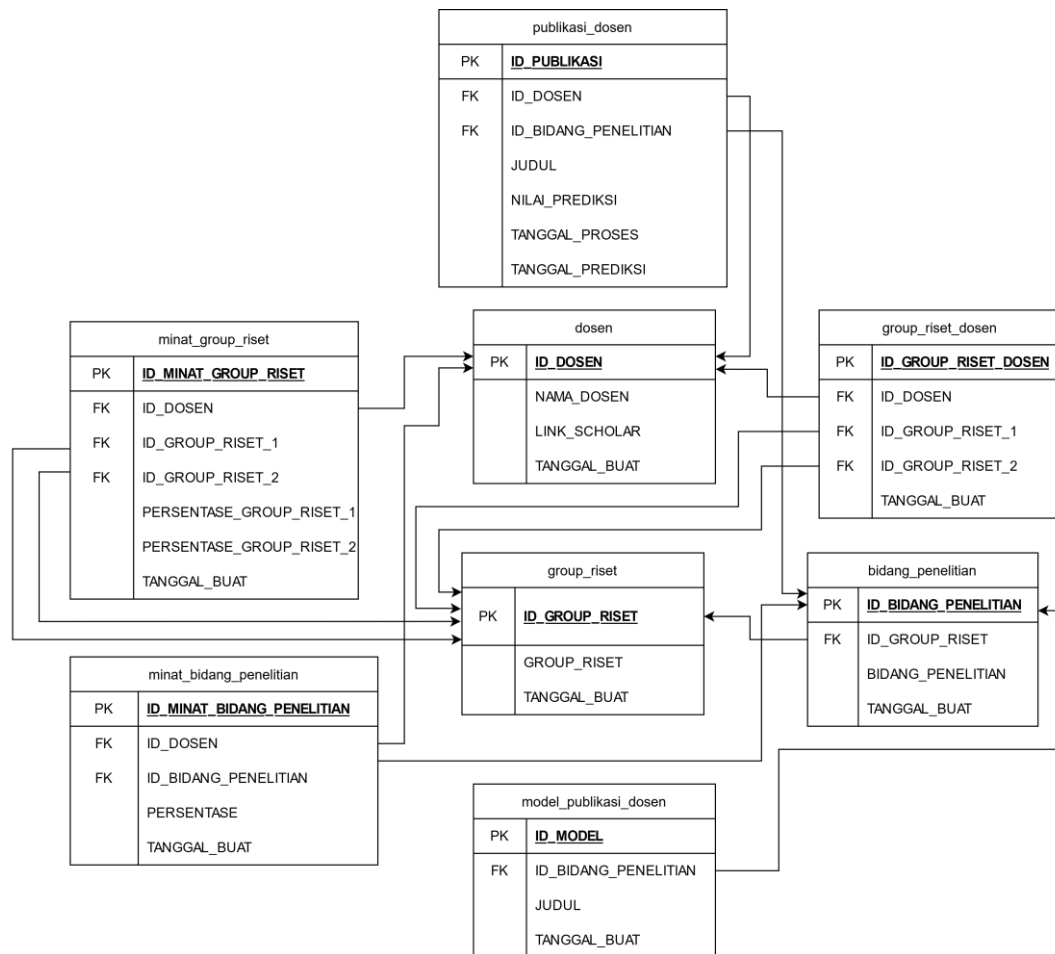 publikasi_dosen
PK ID_PUBLIKASI
FK ID_DOSEN
FK ID_BIDANG_PENELITIAN
JUDUL
NILAI_PREDIKSI
TANGGAL_PROSES
TANGGAL_PREDIKSI
minat_group_riset
PK ID_MINAT_GROUP_RISET
FK ID_DOSEN
FK ID_GROUP_RISET_1
FK ID_GROUP_RISET_2
PERSENTASE_GROUP_RISET_1
PERSENTASE_GROUP_RISET_2
TANGGAL_BUAT
dosen
PK ID_DOSEN
NAMA_DOSEN
LINK_SCHOLAR
TANGGAL_BUAT
group_riset_dosen
PK ID_GROUP_RISET_DOSEN
FK ID_DOSEN
FK ID_GROUP_RISET_1
FK ID_GROUP_RISET_2
TANGGAL_BUAT
group_riset
PK ID_GROUP_RISET
GROUP_RISET
TANGGAL_BUAT
bidang_penelitian
PK ID_BIDANG_PENELITIAN
FK ID_GROUP_RISET
BIDANG_PENELITIAN
TANGGAL_BUAT
minat_bidang_penelitian
PK ID_MINAT_BIDANG_PENELITIAN
FK ID_DOSEN
FK ID_BIDANG_PENELITIAN
PERSENTASE
TANGGAL_BUAT
model_publikasi_dosen
PK ID_MODEL
FK ID_BIDANG_PENELITIAN
JUDUL
TANGGAL_BUAT